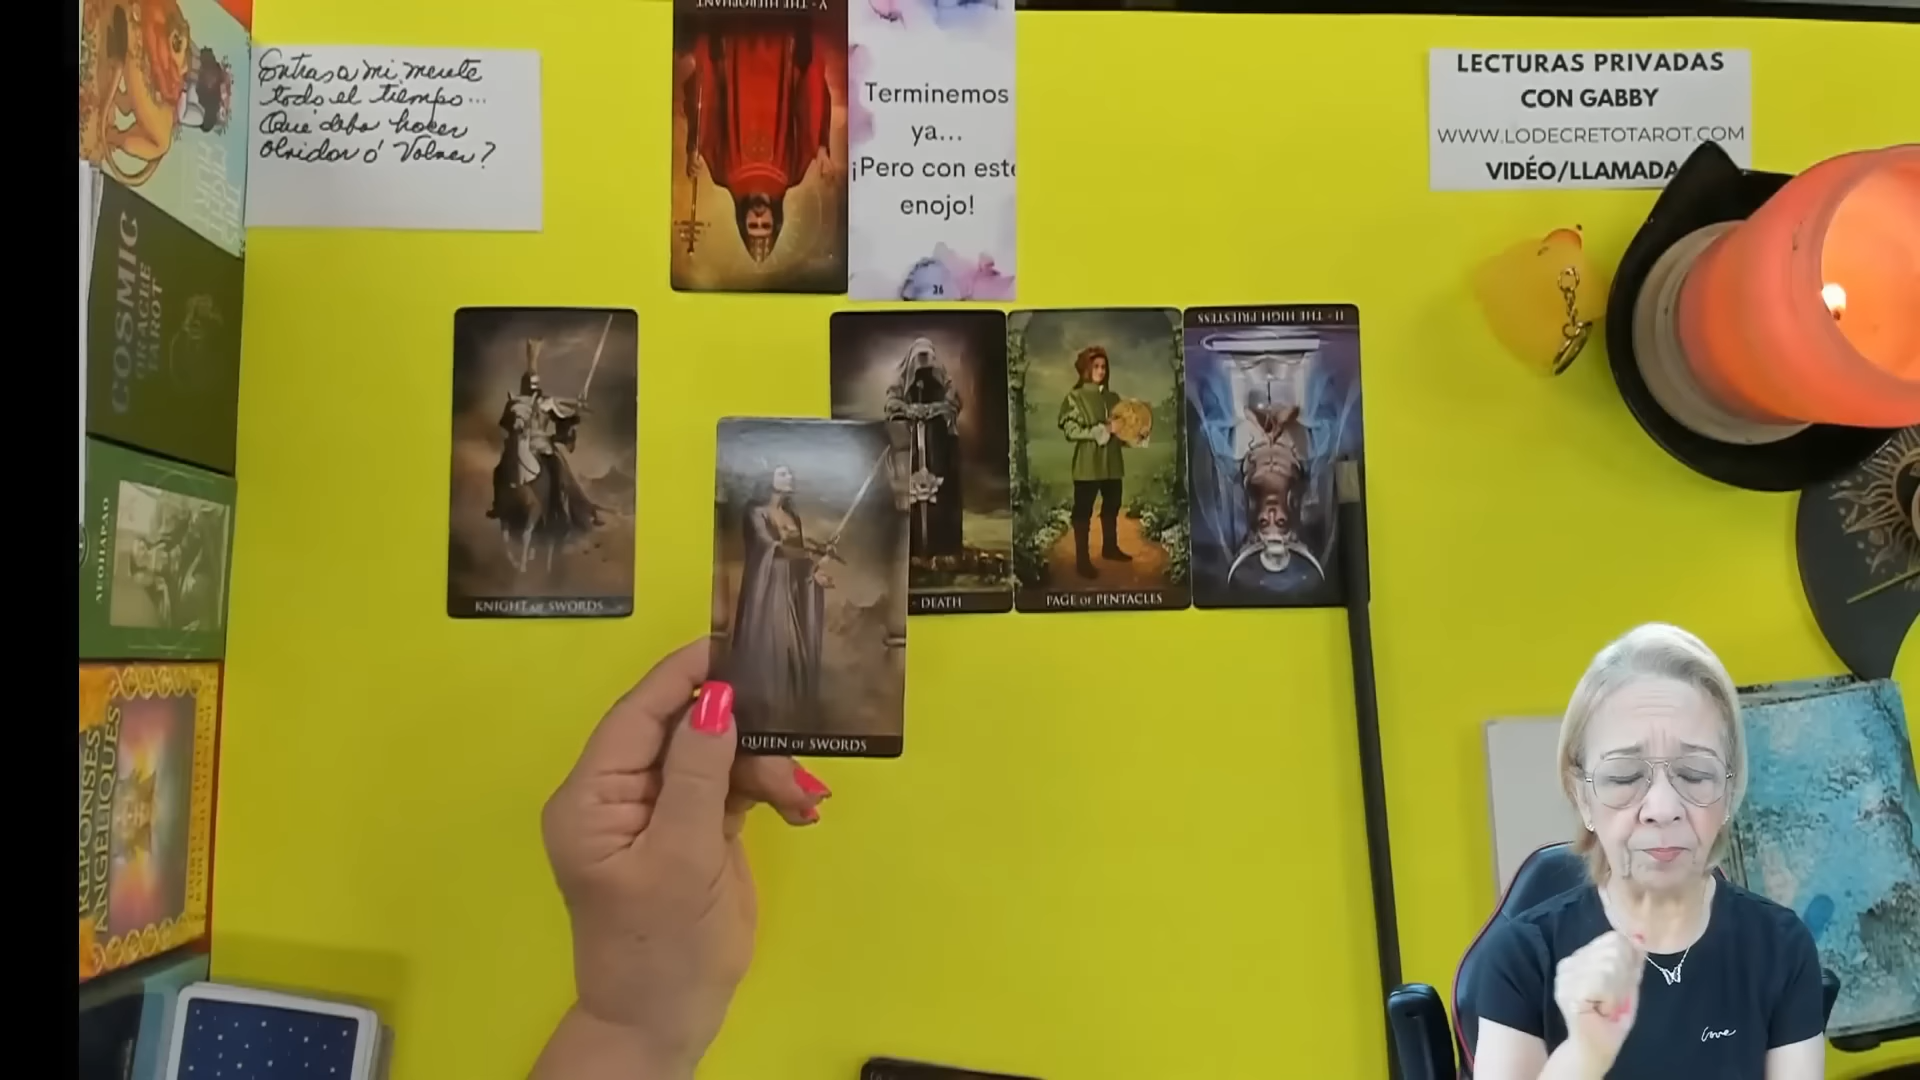 V - THE HIEROPHANT
Entras a mi mente
todo el tiempo...
Qué debo hacer
olvidar ó Volver?
Terminemos
ya...
¡Pero con este
enojo!
36
LECTURAS PRIVADAS
CON GABBY
WWW.LODECRETOTAROT.COM
VIDÉO/LLAMADA
COSMIC
ORACLE
TAROT
II - THE HIGH PRIESTESS
KNIGHT OF SWORDS
- DEATH
PAGE OF PENTACLES
QUEEN OF SWORDS
RÉPONSES
ANGÉLIQUES
Love